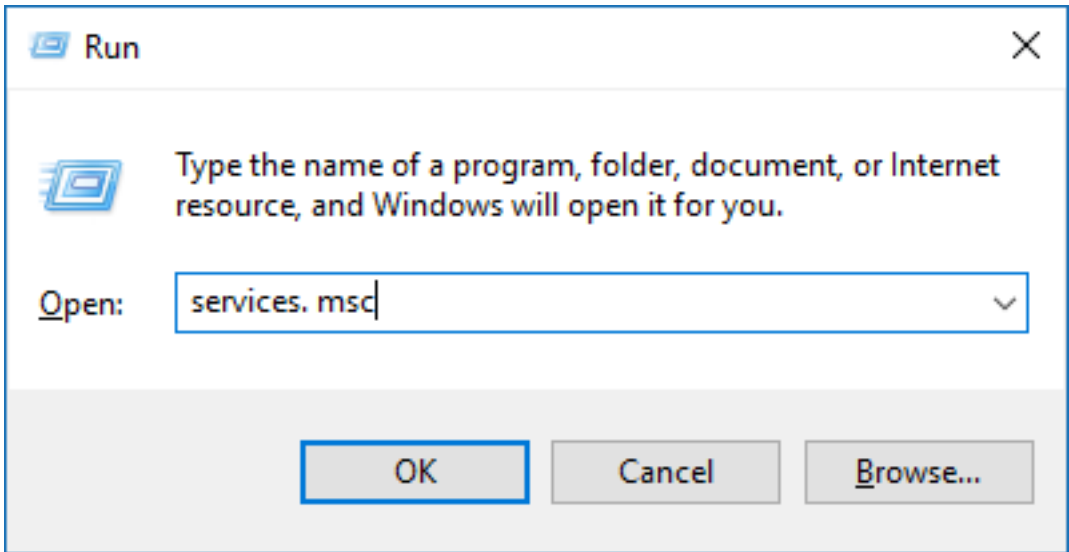 Run
Type the name of a program, folder, document, or Internet
resource, and Windows will open it for you.
Open: services. msc
OK Cancel Browse...